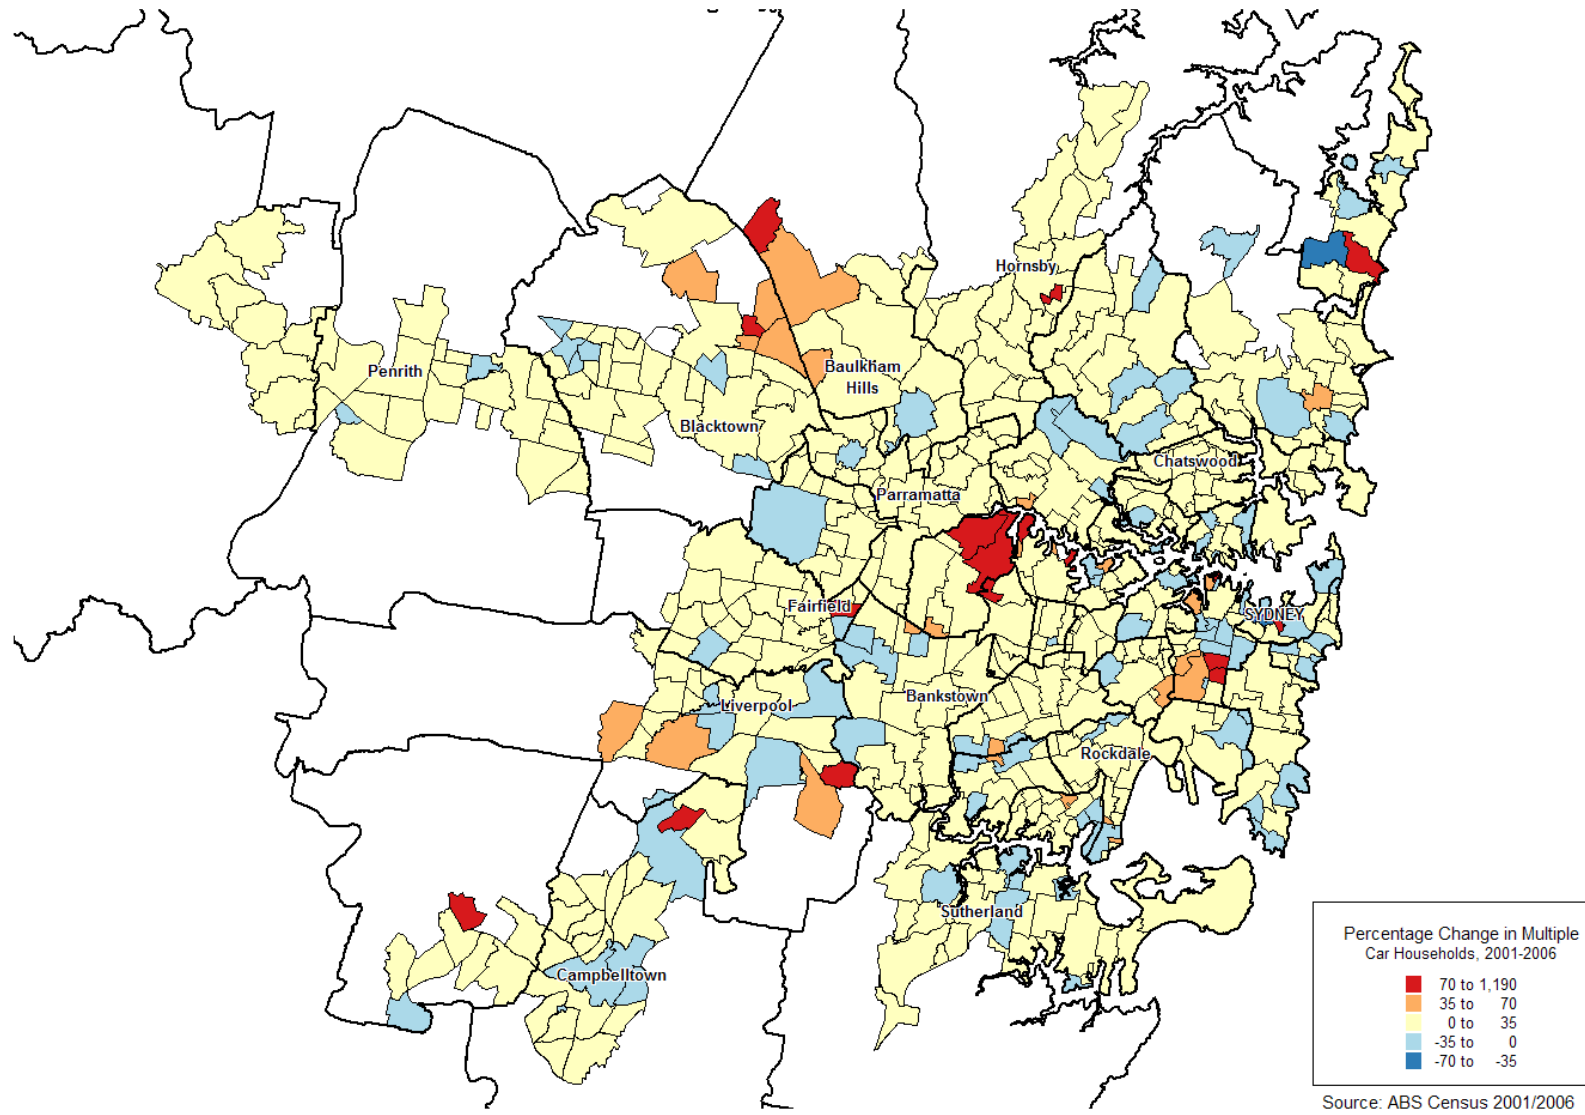 Hornsby
Penrith
Baulkham
Hills
Blacktown
Chatswood
Parramatta
Fairfield
SYDNEY
Bankstown
Liverpool
Rockdale
Sutherland
Campbelltown
Percentage Change in Multiple
Car Households, 2001-2006
70 to 1,190
35 to 70
0 to 35
-35 to 0
-70 to -35
Source: ABS Census 2001/2006